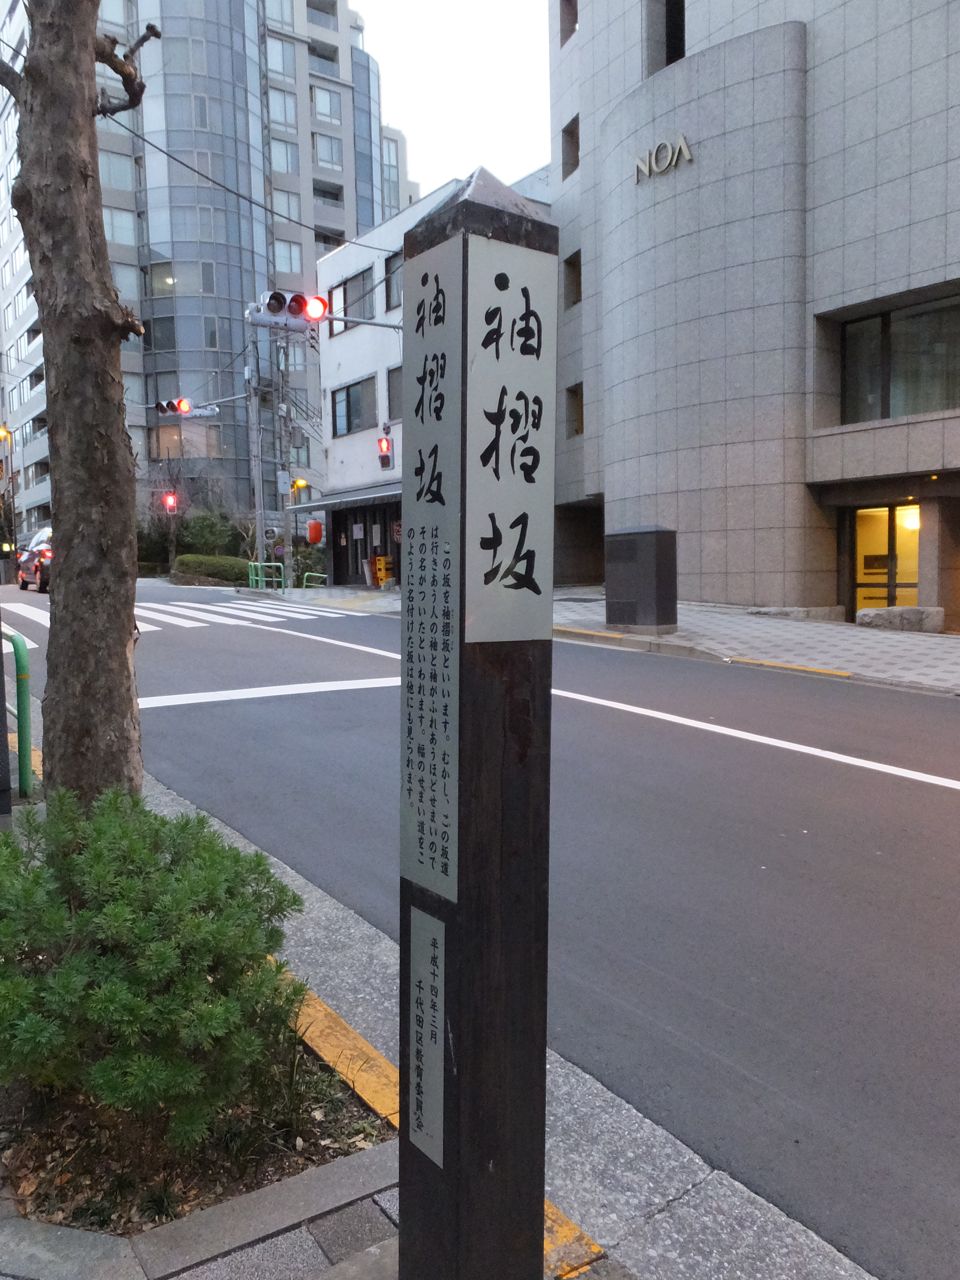 NOA
袖摺坂
袖摺坂
この坂を袖摺坂といいます。むかし、この坂道
は行きあう人の袖と袖がふれあうほどせまいので
その名がついたといわれます。幅のせまい道をこ
のように名付けた坂は他にも見られます。
平成十四年三月
千代田区教育委員会